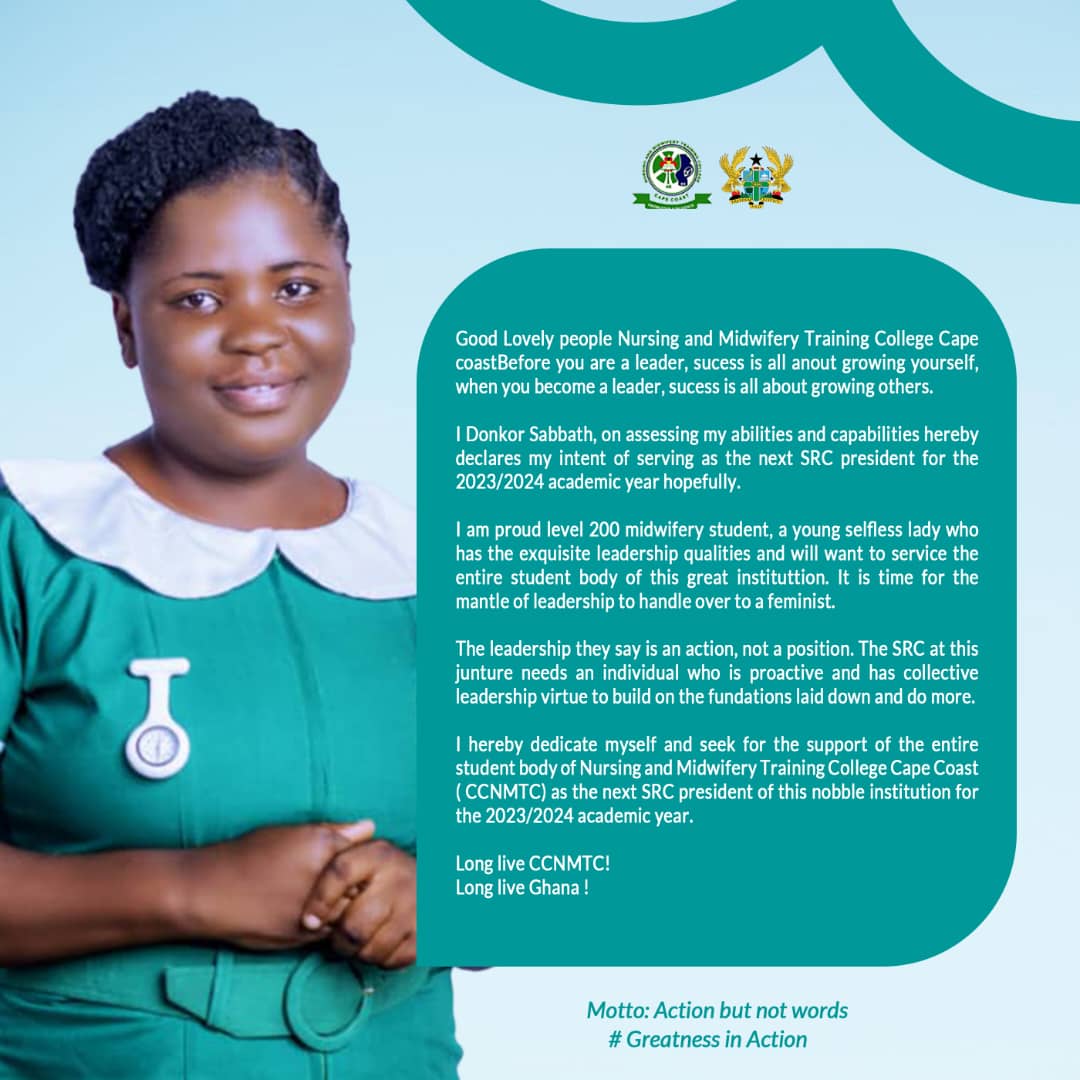 NURSING AND MIDWIFERY TRAINING COLLEGE
CAPE COAST
Good Lovely people Nursing and Midwifery Training College Cape
coastBefore you are a leader, sucess is all anout growing yourself,
when you become a leader, sucess is all about growing others.
I Donkor Sabbath, on assessing my abilities and capabilities hereby
declares my intent of serving as the next SRC president for the
2023/2024 academic year hopefully.
I am proud level 200 midwifery student, a young selfless lady who
has the exquisite leadership qualities and will want to service the
entire student body of this great instituttion. It is time for the
mantle of leadership to handle over to a feminist.
The leadership they say is an action, not a position. The SRC at this
junture needs an individual who is proactive and has collective
leadership virtue to build on the fundations laid down and do more.
I hereby dedicate myself and seek for the support of the entire
student body of Nursing and Midwifery Training College Cape Coast
( CCNMTC) as the next SRC president of this nobble institution for
the 2023/2024 academic year.
Long live CCNMTC!
Long live Ghana !
Motto: Action but not words
# Greatness in Action